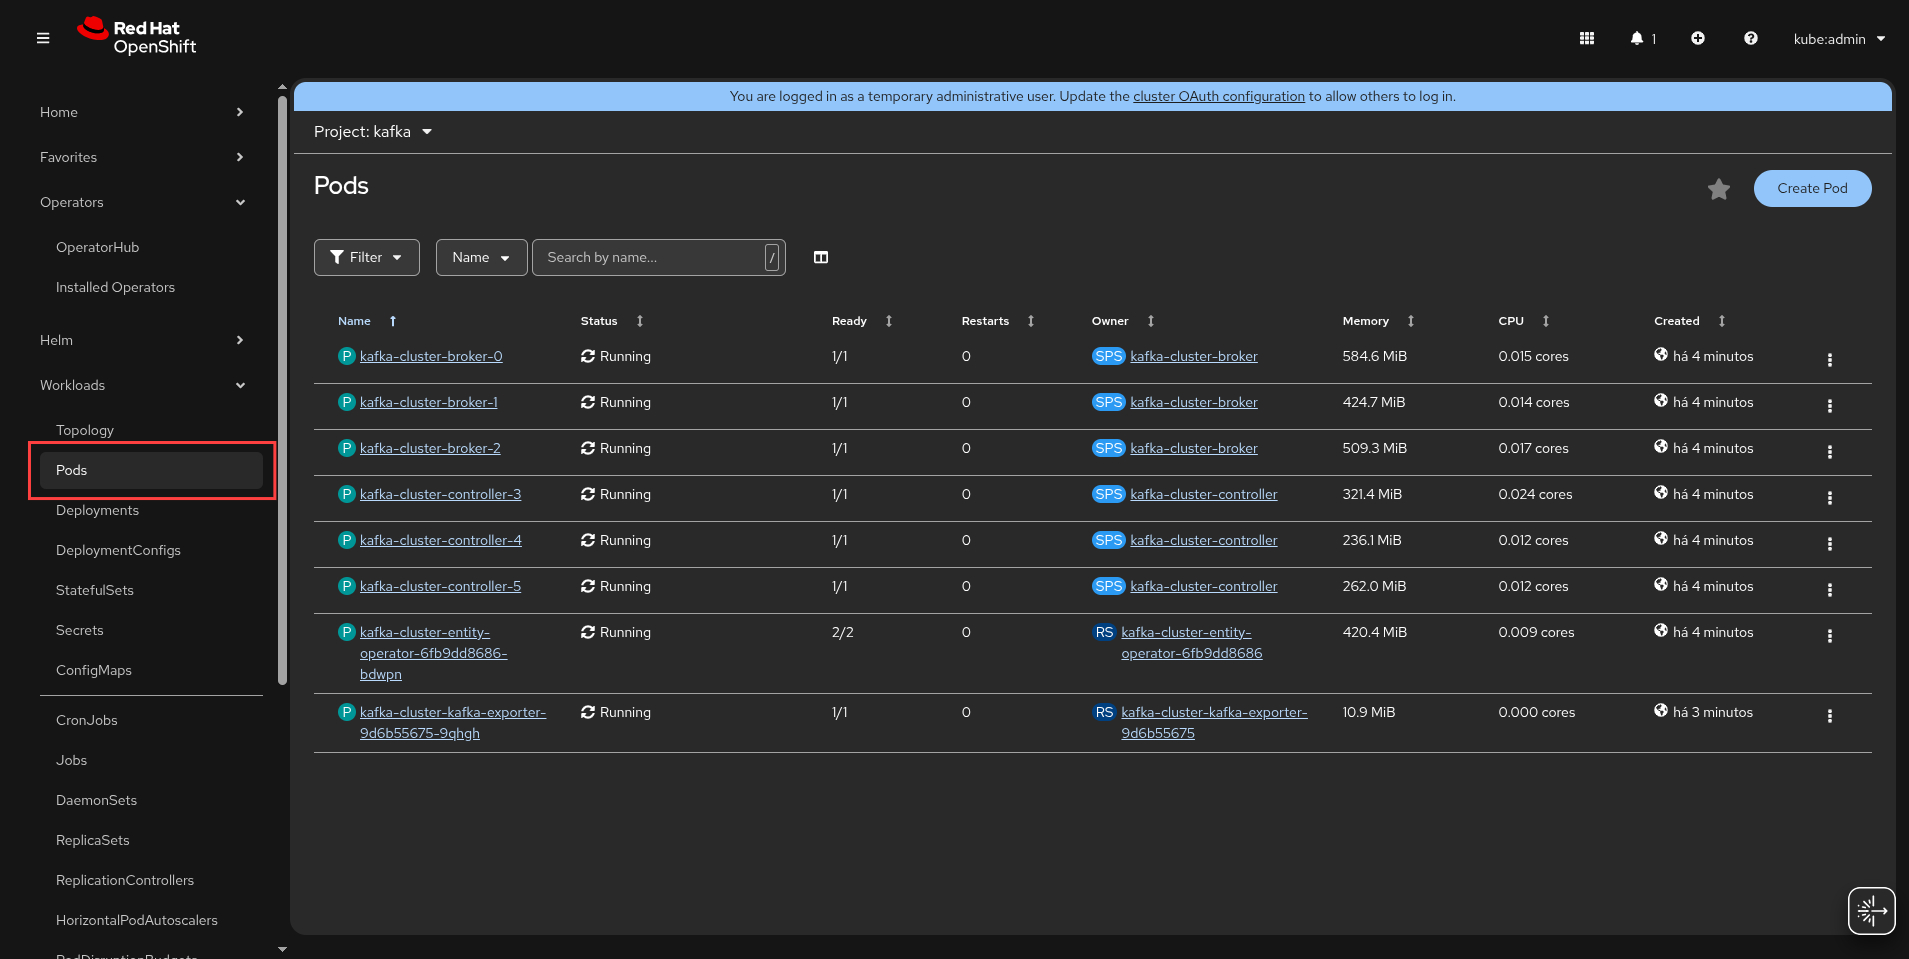 Red Hat
OpenShift
1
kube:admin
Home
Favorites
Operators
OperatorHub
Installed Operators
Helm
Workloads
Topology
Pods
Deployments
DeploymentConfigs
StatefulSets
Secrets
ConfigMaps
CronJobs
Jobs
DaemonSets
ReplicaSets
ReplicationControllers
HorizontalPodAutoscalers
PodDisruptionBudgets
You are logged in as a temporary administrative user. Update the cluster OAuth configuration to allow others to log in.
Project: kafka
Pods
Create Pod
Filter Name Search by name... /
Name Status Ready Restarts Owner Memory CPU Created
P kafka-cluster-broker-0 Running 1/1 0 SPS kafka-cluster-broker 584.6 MiB 0.015 cores há 4 minutos
P kafka-cluster-broker-1 Running 1/1 0 SPS kafka-cluster-broker 424.7 MiB 0.014 cores há 4 minutos
P kafka-cluster-broker-2 Running 1/1 0 SPS kafka-cluster-broker 509.3 MiB 0.017 cores há 4 minutos
P kafka-cluster-controller-3 Running 1/1 0 SPS kafka-cluster-controller 321.4 MiB 0.024 cores há 4 minutos
P kafka-cluster-controller-4 Running 1/1 0 SPS kafka-cluster-controller 236.1 MiB 0.012 cores há 4 minutos
P kafka-cluster-controller-5 Running 1/1 0 SPS kafka-cluster-controller 262.0 MiB 0.012 cores há 4 minutos
P kafka-cluster-entity- Running 2/2 0 RS kafka-cluster-entity- 420.4 MiB 0.009 cores há 4 minutos
operator-6fb9dd8686- operator-6fb9dd8686
bdwpn
P kafka-cluster-kafka-exporter- Running 1/1 0 RS kafka-cluster-kafka-exporter- 10.9 MiB 0.000 cores há 3 minutos
9d6b55675-9qhgh 9d6b55675